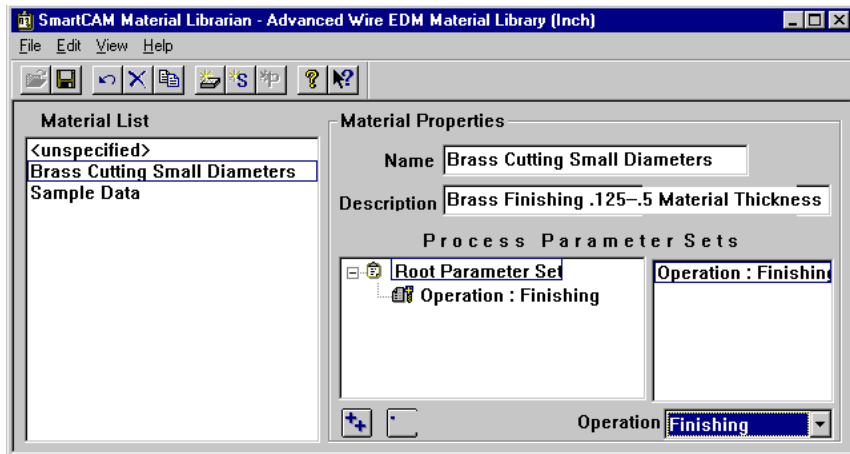 SmartCAM Material Librarian - Advanced Wire EDM Material Library (Inch)
File Edit View Help
Material List
<unspecified>
Brass Cutting Small Diameters
Sample Data
Material Properties
Name Brass Cutting Small Diameters
Description Brass Finishing .125–.5 Material Thickness
Process Parameter Sets
Root Parameter Set
Operation : Finishing
Operation : Finishing
Operation Finishing